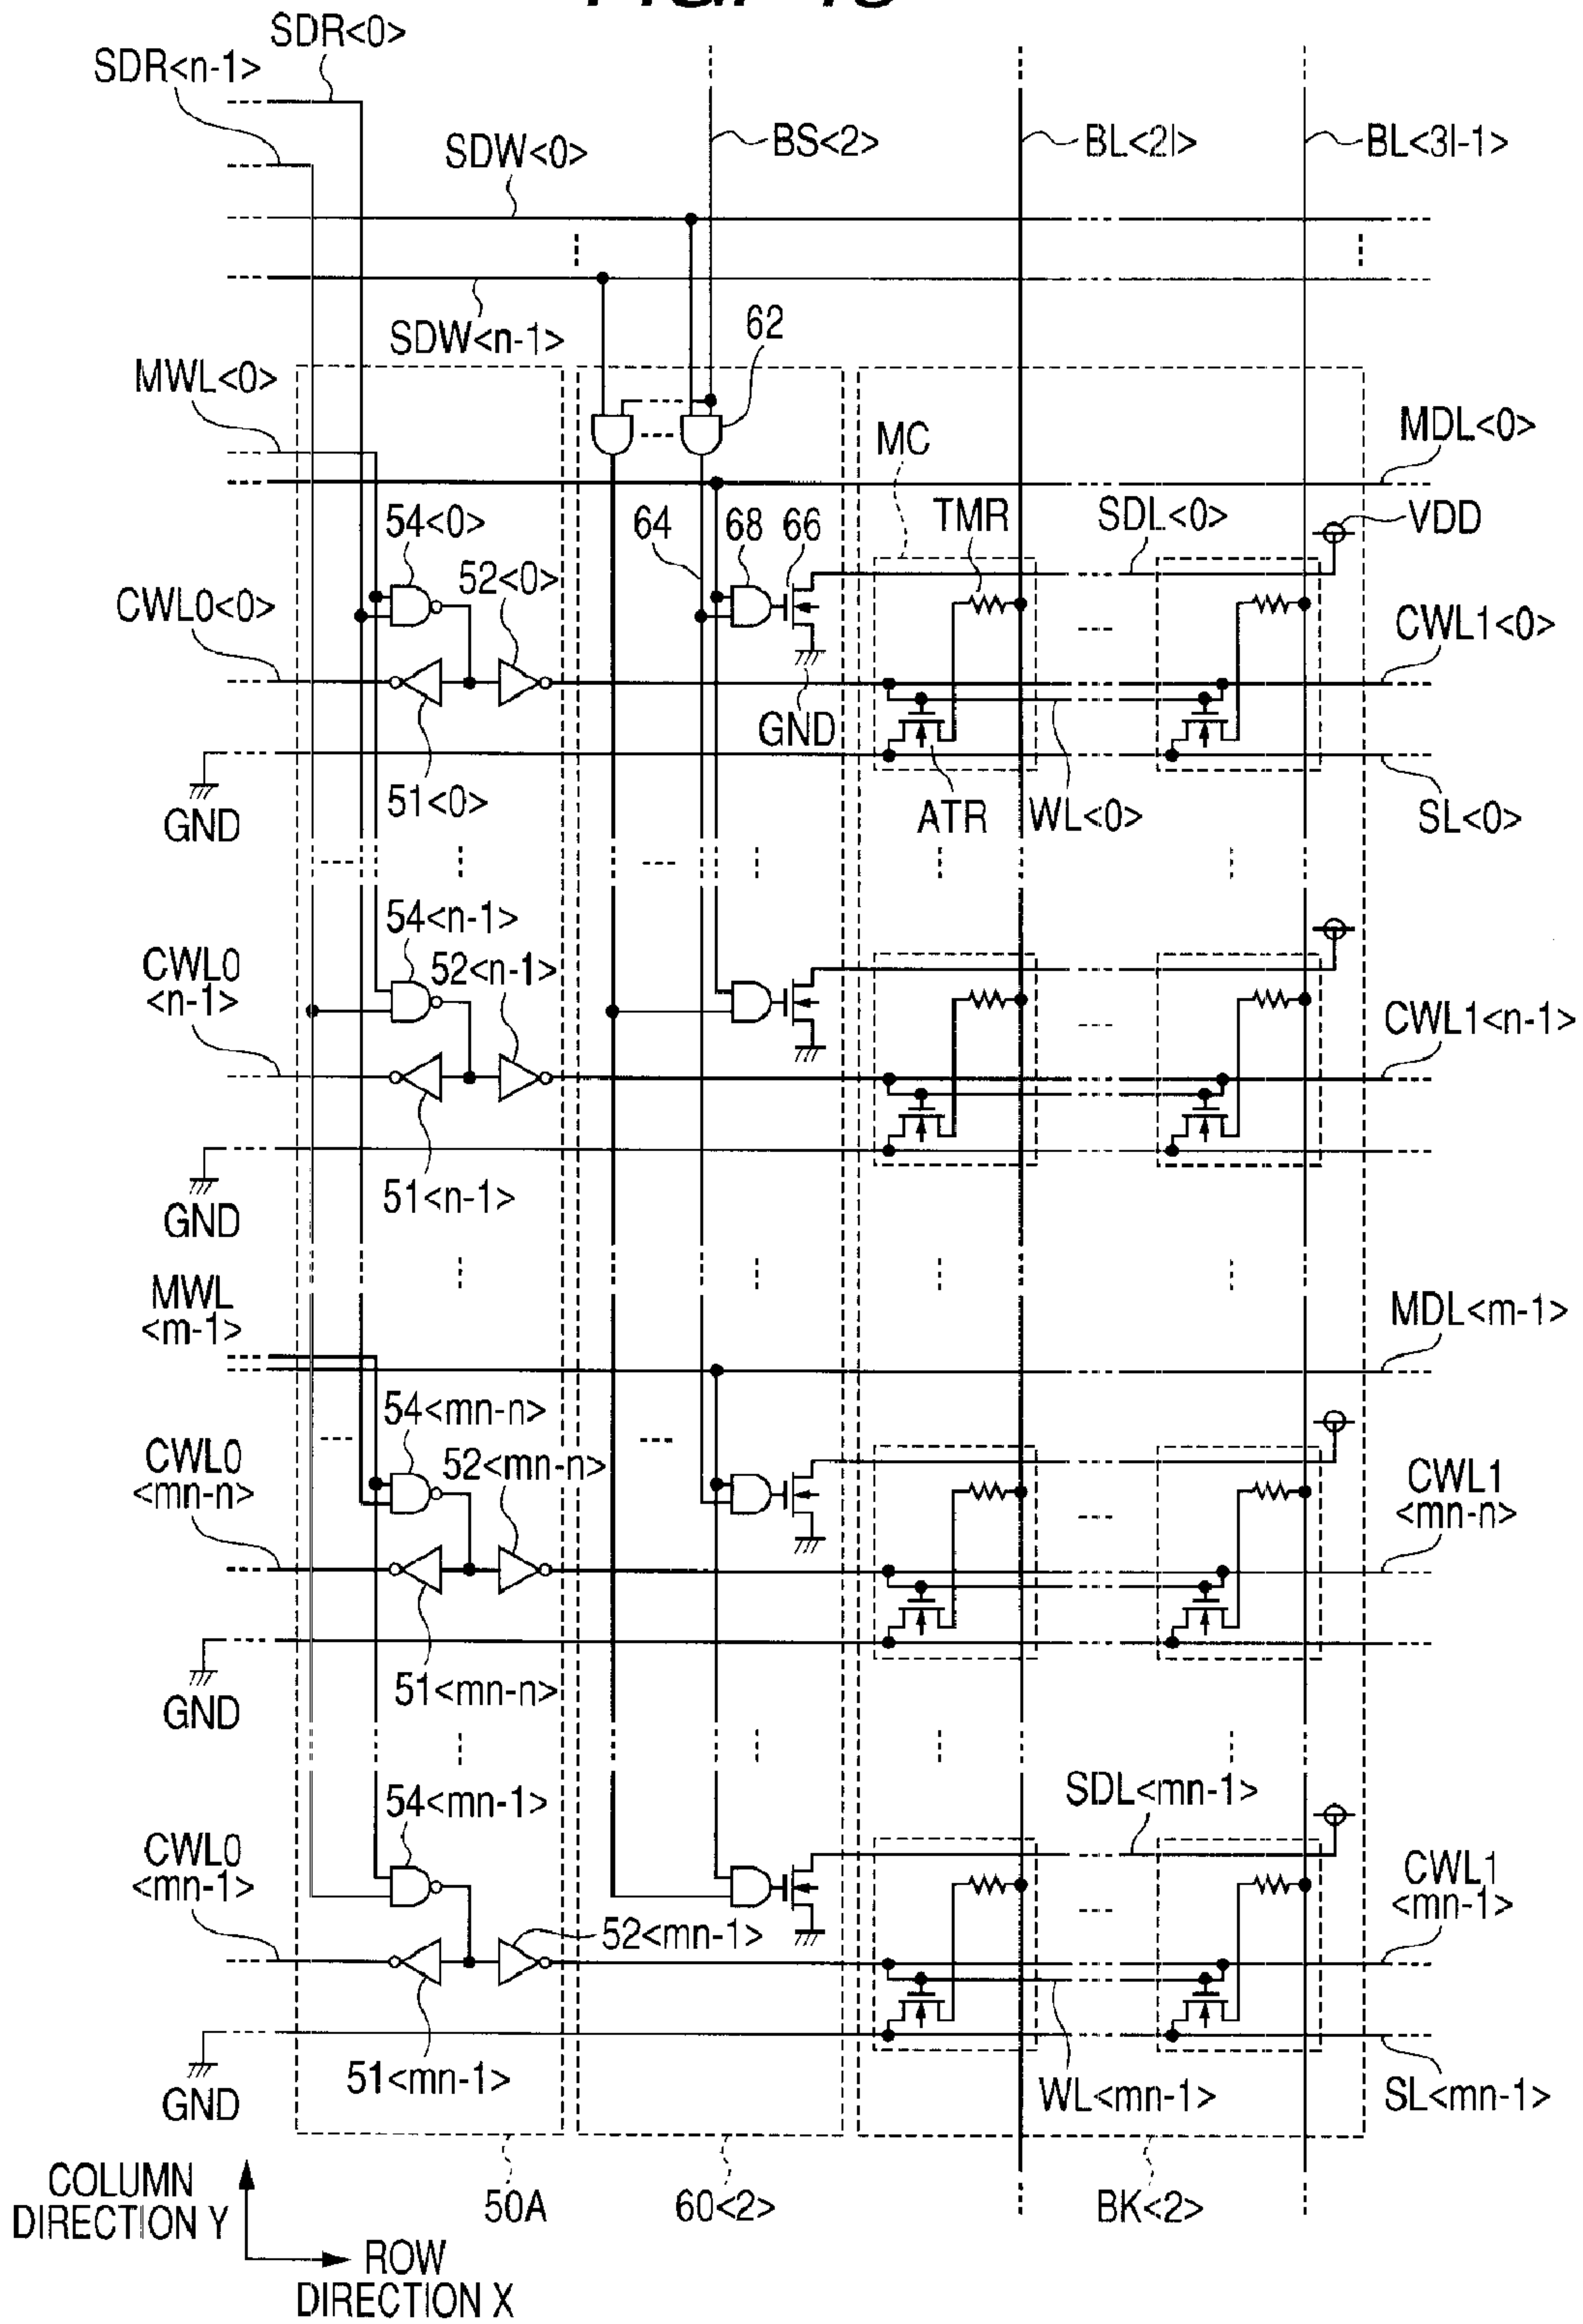 SDR<0>
SDR<n-1>
BS<2>
BL<2l>
BL<3l-1>
SDW<0>
SDW<n-1>
62
MWL<0>
MC
MDL<0>
54<0>
64
68
66
TMR
SDL<0>
VDD
52<0>
CWL0<0>
CWL1<0>
GND
51<0>
GND
ATR
WL<0>
SL<0>
54<n-1>
CWL0
<n-1>
52<n-1>
CWL1<n-1>
51<n-1>
GND
MWL
<m-1>
MDL<m-1>
54<mn-n>
CWL0
<mn-n>
52<mn-n>
CWL1
<mn-n>
51<mn-n>
GND
SDL<mn-1>
54<mn-1>
CWL0
<mn-1>
CWL1
<mn-1>
52<mn-1>
51<mn-1>
GND
WL<mn-1>
SL<mn-1>
COLUMN
DIRECTION Y
50A
60<2>
BK<2>
ROW
DIRECTION X